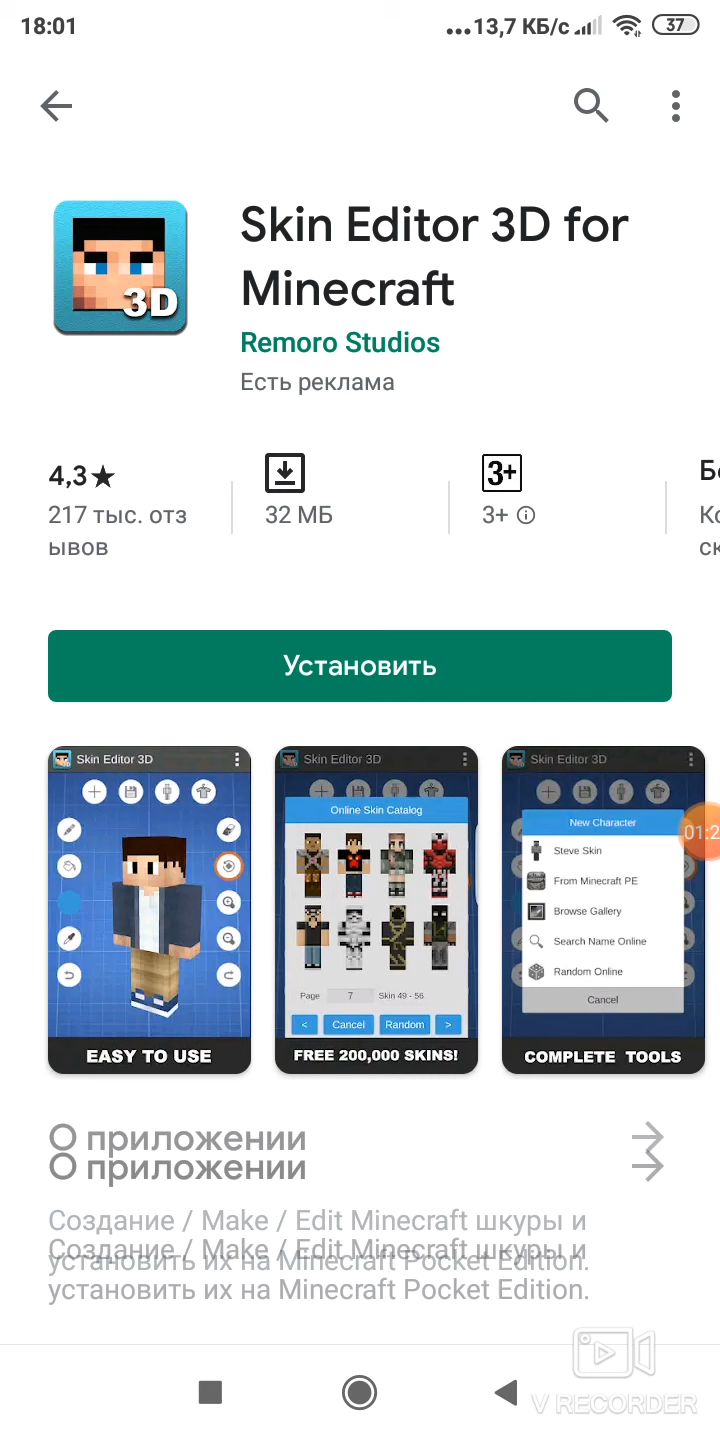 18:01
...13,7 КБ/с
37
Skin Editor 3D for
Minecraft
3D
Remoro Studios
Есть реклама
4,3★
217 тыс. отз
ывов
32 МБ
3+
3+
Установить
Skin Editor 3D
EASY TO USE
Skin Editor 3D
Online Skin Catalog
Page 7 Skin 49 - 56
< Cancel Random >
FREE 200,000 SKINS!
Skin Editor 3D
New Character
Steve Skin
From Minecraft PE
Browse Gallery
Search Name Online
Random Online
Cancel
COMPLETE TOOLS
01:2
О приложении
О приложении
Создание / Make / Edit Minecraft шкуры и
Создание / Make / Edit Minecraft шкуры и
установить их на Minecraft Pocket Edition.
установить их на Minecraft Pocket Edition.
V RECORDER